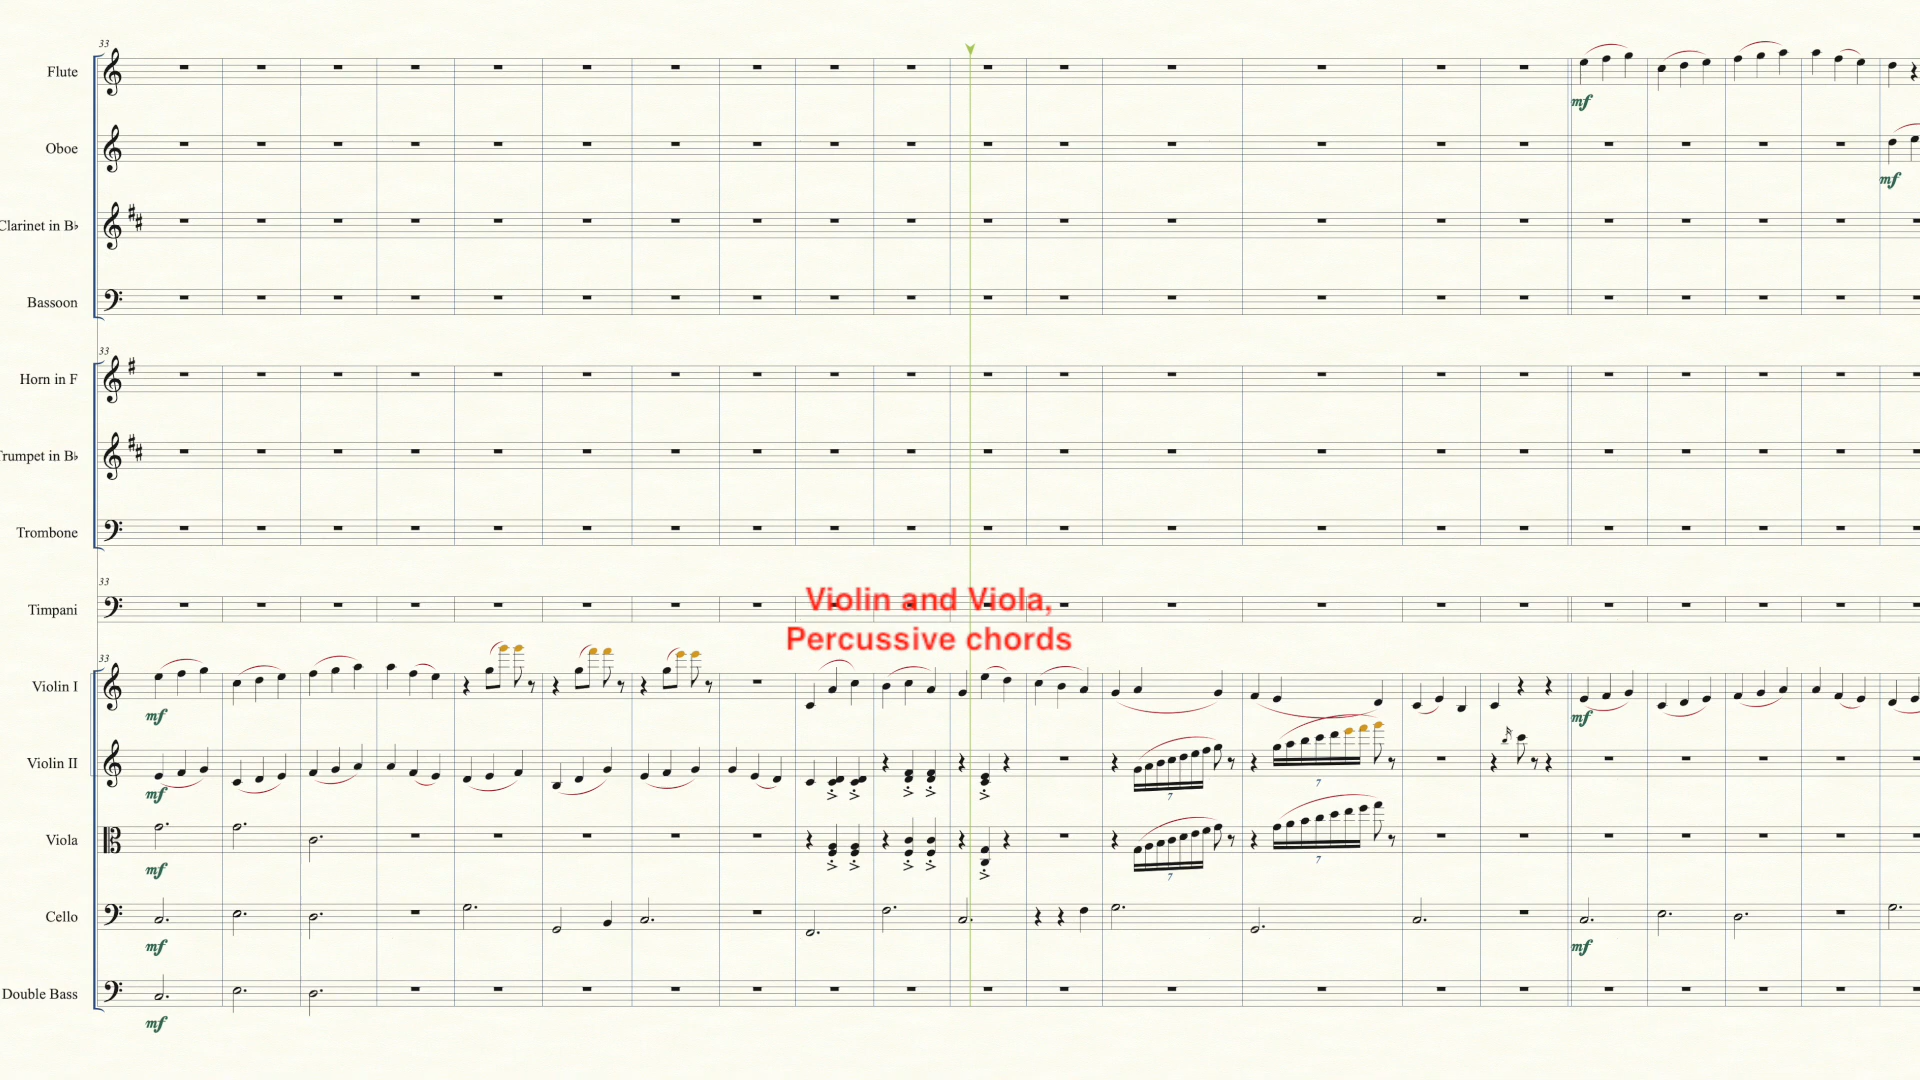 33
Flute
mf
Oboe
mf
Clarinet in B♭
Bassoon
33
Horn in F
Trumpet in B♭
Trombone
33
Timpani
Violin and Viola,
Percussive chords
33
Violin I
mf
mf
Violin II
mf
7
7
Viola
mf
7
7
Cello
mf
mf
Double Bass
mf